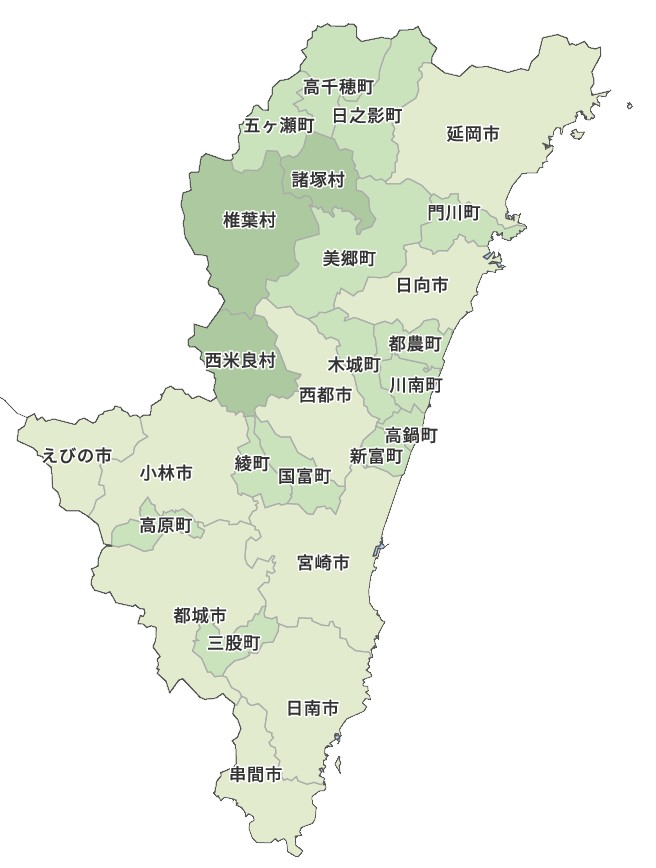 高千穂町
日之影町
五ヶ瀬町
延岡市
諸塚村
椎葉村
門川町
美郷町
日向市
都農町
西米良村
木城町
川南町
西都市
高鍋町
えびの市
新富町
綾町
小林市
国富町
高原町
宮崎市
都城市
三股町
日南市
串間市